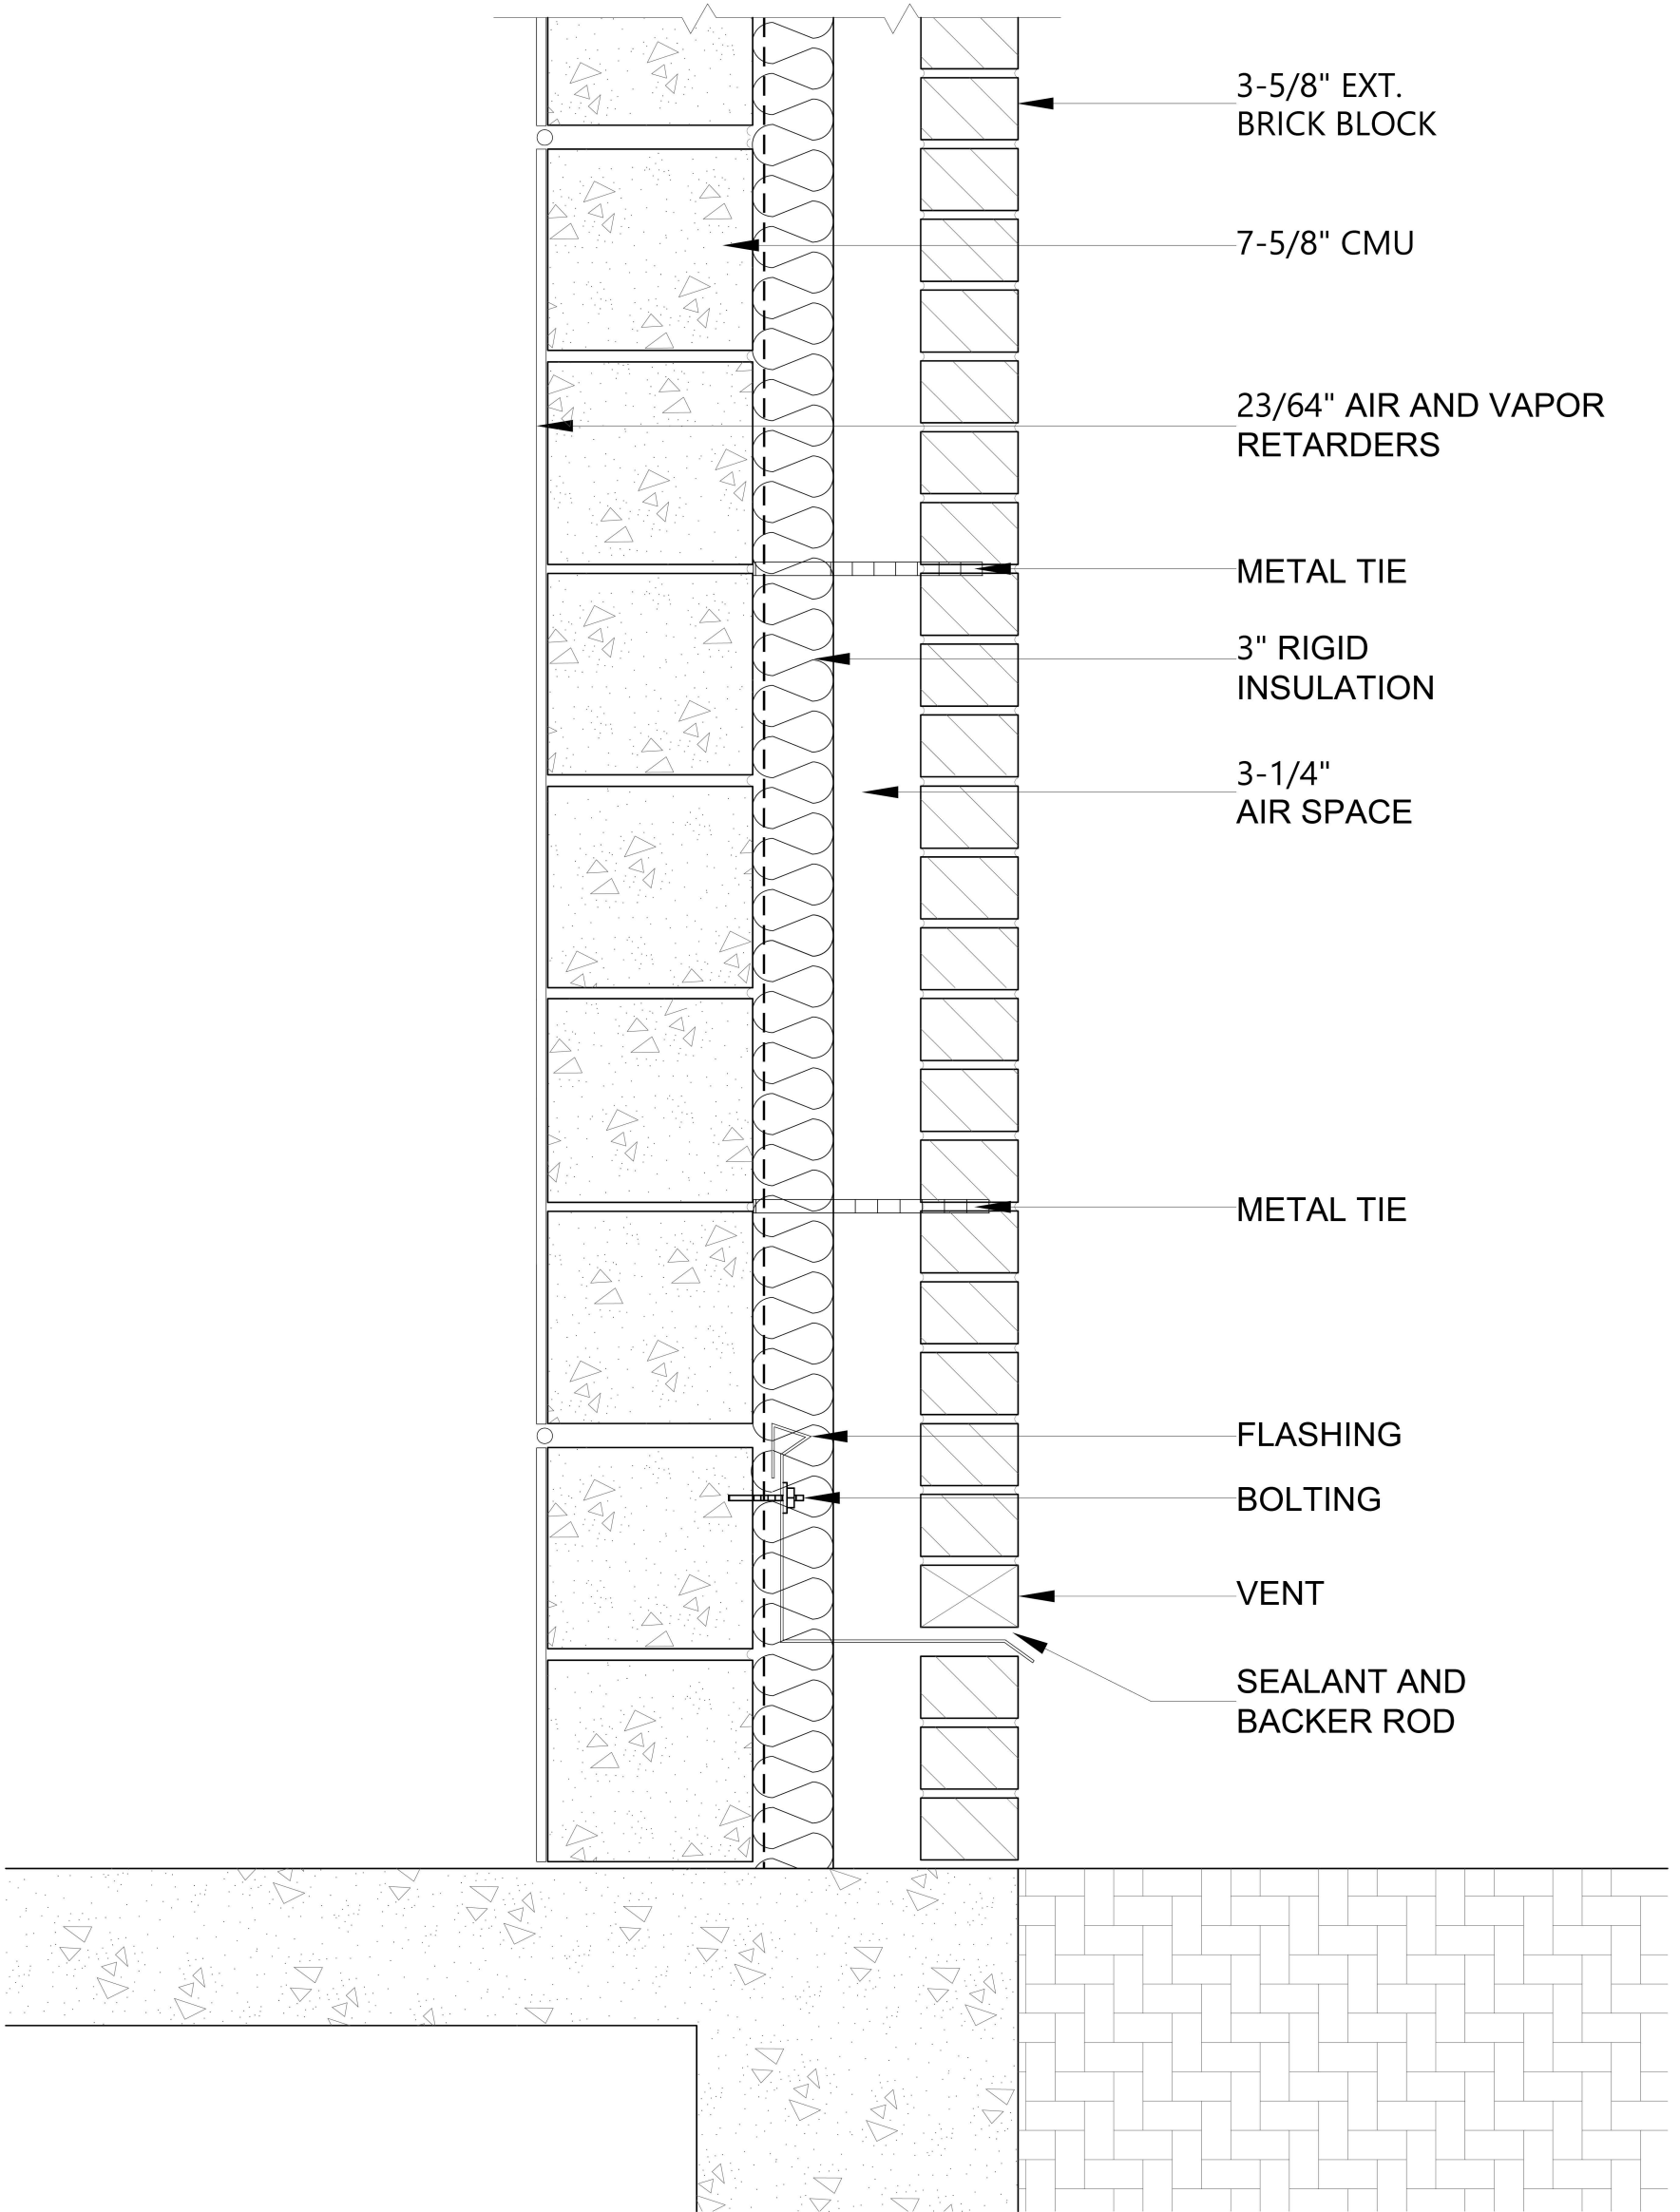 3-5/8" EXT.
BRICK BLOCK
7-5/8" CMU
23/64" AIR AND VAPOR
RETARDERS
METAL TIE
3" RIGID
INSULATION
3-1/4"
AIR SPACE
METAL TIE
FLASHING
BOLTING
VENT
SEALANT AND
BACKER ROD